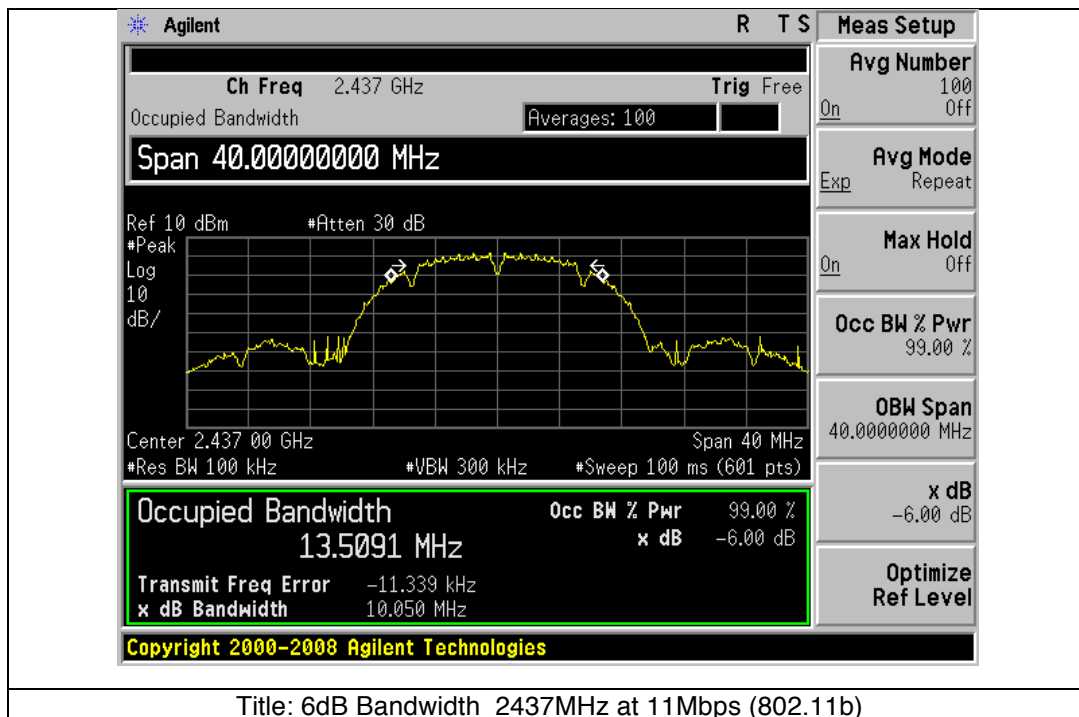 Agilent R T S Meas Setup
Ch Freq 2.437 GHz Trig Free
Occupied Bandwidth Averages: 100
Span 40.00000000 MHz
Ref 10 dBm #Atten 30 dB
#Peak
Log
10
dB/
Center 2.437 00 GHz Span 40 MHz
#Res BW 100 kHz #VBW 300 kHz #Sweep 100 ms (601 pts)
Occupied Bandwidth Occ BW % Pwr 99.00 %
13.5091 MHz x dB -6.00 dB
Transmit Freq Error -11.339 kHz
x dB Bandwidth 10.050 MHz
Copyright 2000-2008 Agilent Technologies
Avg Number
100
On Off
Avg Mode
Exp Repeat
Max Hold
On Off
Occ BW % Pwr
99.00 %
OBW Span
40.0000000 MHz
x dB
-6.00 dB
Optimize
Ref Level
Title: 6dB Bandwidth 2437MHz at 11Mbps (802.11b)